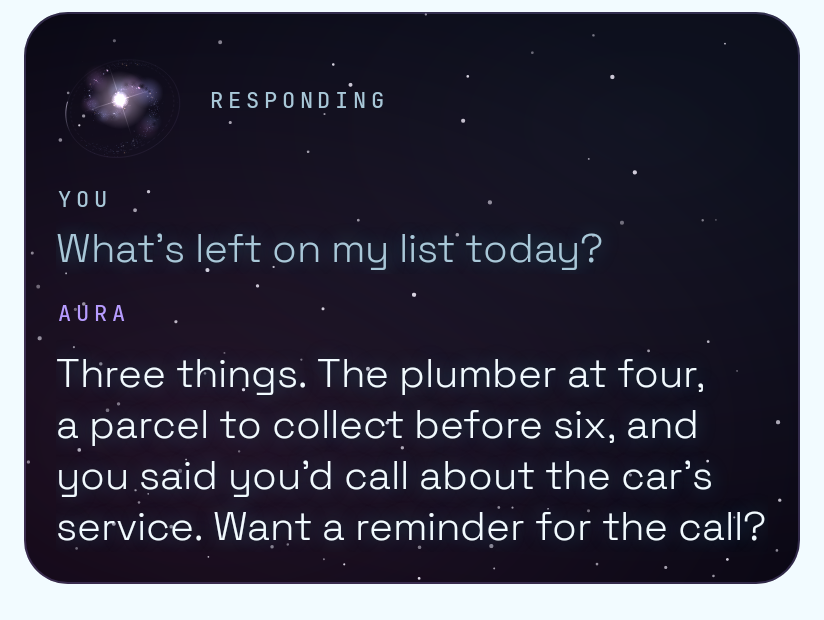 RESPONDING
YOU
What’s left on my list today?
AURA
Three things. The plumber at four,
a parcel to collect before six, and
you said you’d call about the car’s
service. Want a reminder for the call?